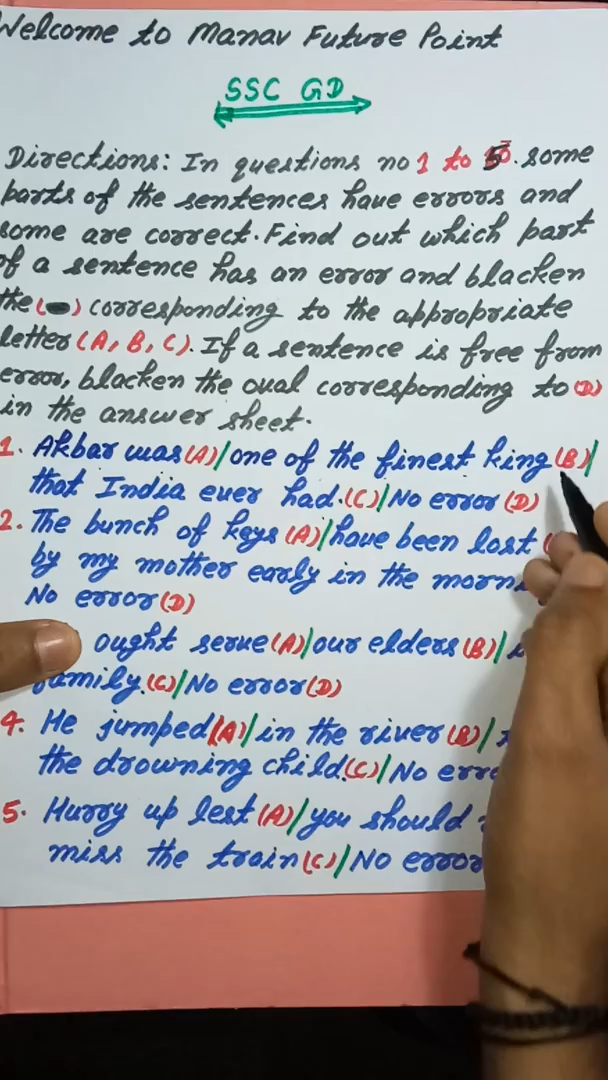 Welcome to Manav Future Point
SSC GD
Directions: In questions no 1 to 5. some
parts of the sentences have errors and
some are correct. Find out which part
of a sentence has an error and blacken
the ( ) corresponding to the appropriate
letter (A, B, C). If a sentence is free from
error, blacken the oval corresponding to (D)
in the answer sheet.
1. Akbar was (A)/one of the finest king (B)/
that India ever had. (C)/No error (D)
2. The bunch of keys (A)/have been lost
by my mother early in the
No error (D)
ought serve (A)/our elders (B)/
family. (C)/No error (D)
4. He jumped (A)/in the river (B)/
the drowning child. (C)/No
5. Hurry up lest (A)/you should
miss the train (C)/No error